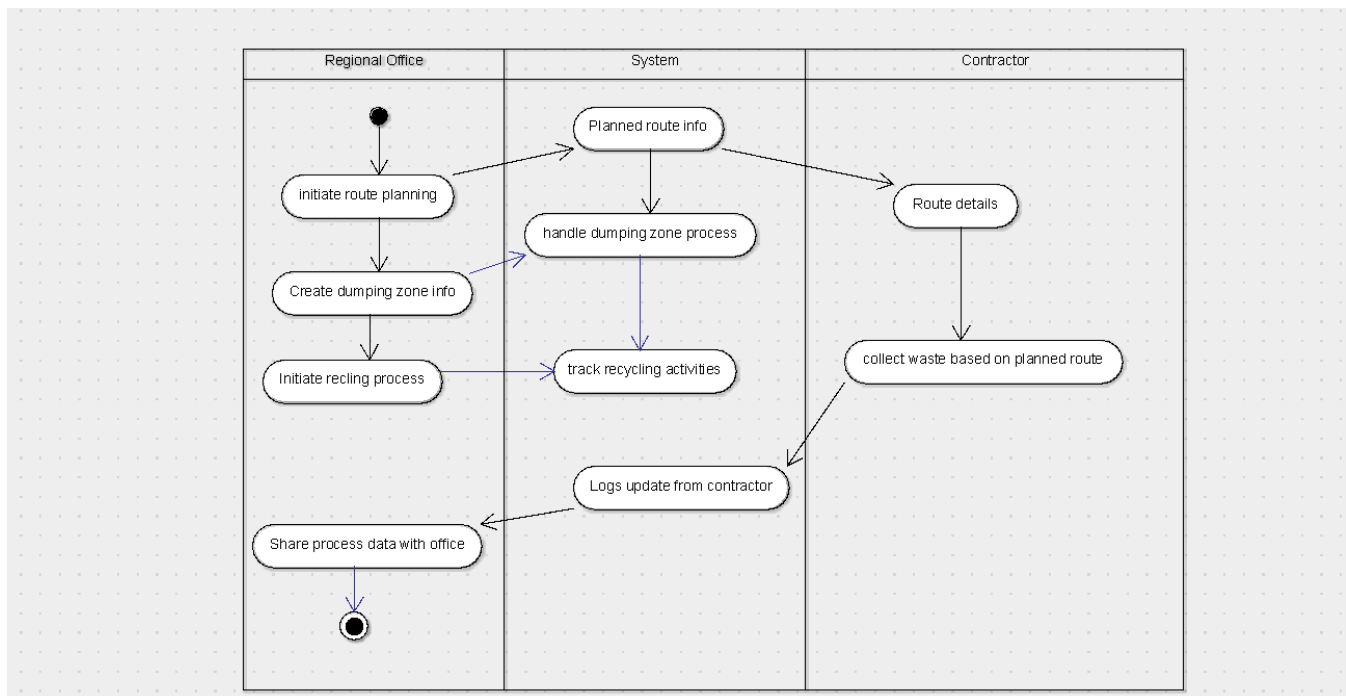 Regional Office
System
Contractor
Planned route info
initiate route planning
Route details
handle dumping zone process
Create dumping zone info
Initiate recling process
track recycling activities
collect waste based on planned route
Logs update from contractor
Share process data with office